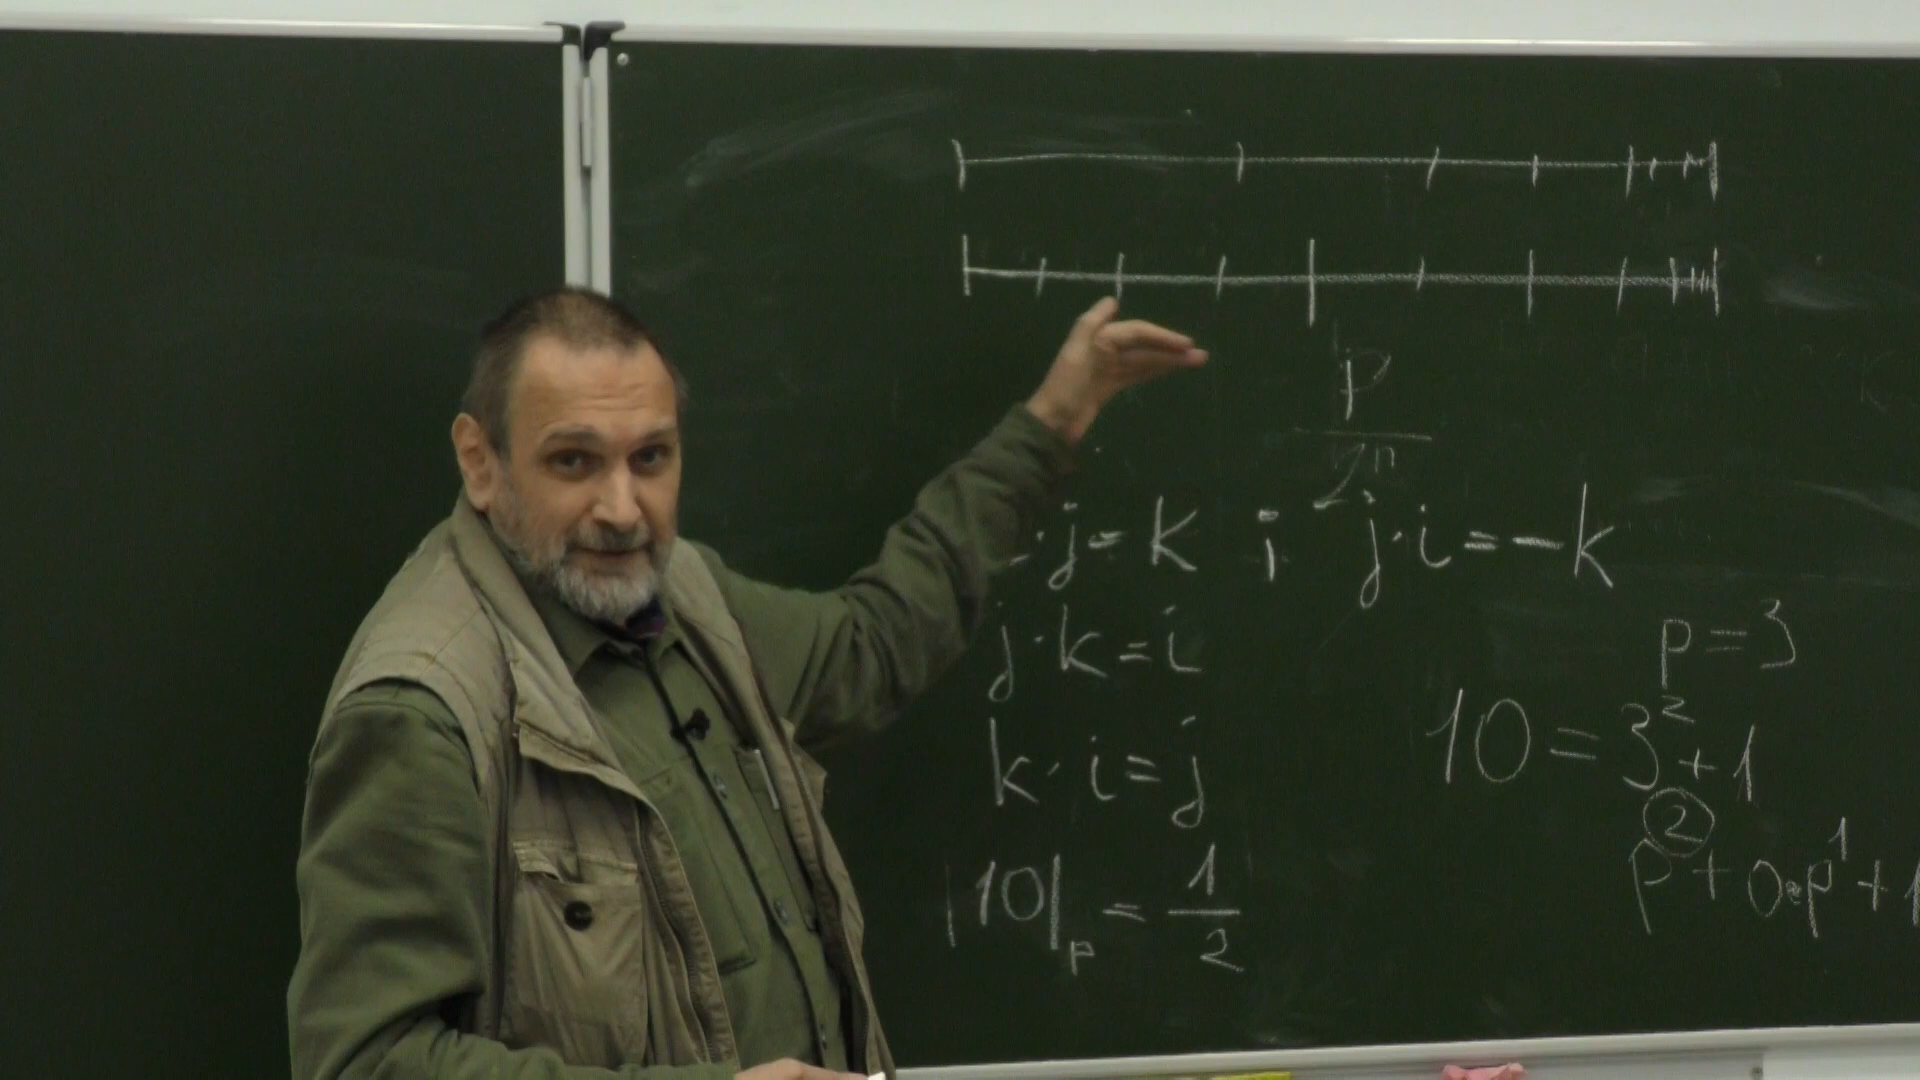 p
2ⁿ
· j = k i j · i = -k
j · k = i
k · i = j
|10|ₚ = 1/2
p = 3
10 = 3² + 1
p² + 0·p¹ + 1